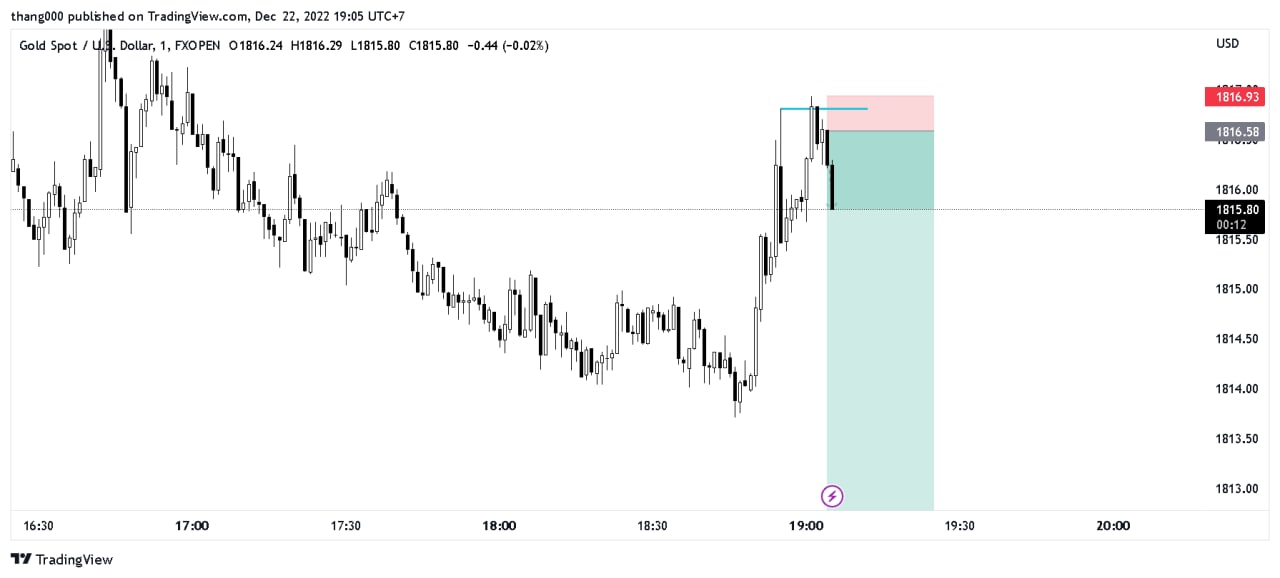 thang000 published on TradingView.com, Dec 22, 2022 19:05 UTC+7
Gold Spot / U.S. Dollar, 1, FXOPEN O1816.24 H1816.29 L1815.80 C1815.80 −0.44 (−0.02%)
USD
1816.93
1816.58
1816.00
1815.80
00:12
1815.50
1815.00
1814.50
1814.00
1813.50
1813.00
16:30 17:00 17:30 18:00 18:30 19:00 19:30 20:00
TradingView